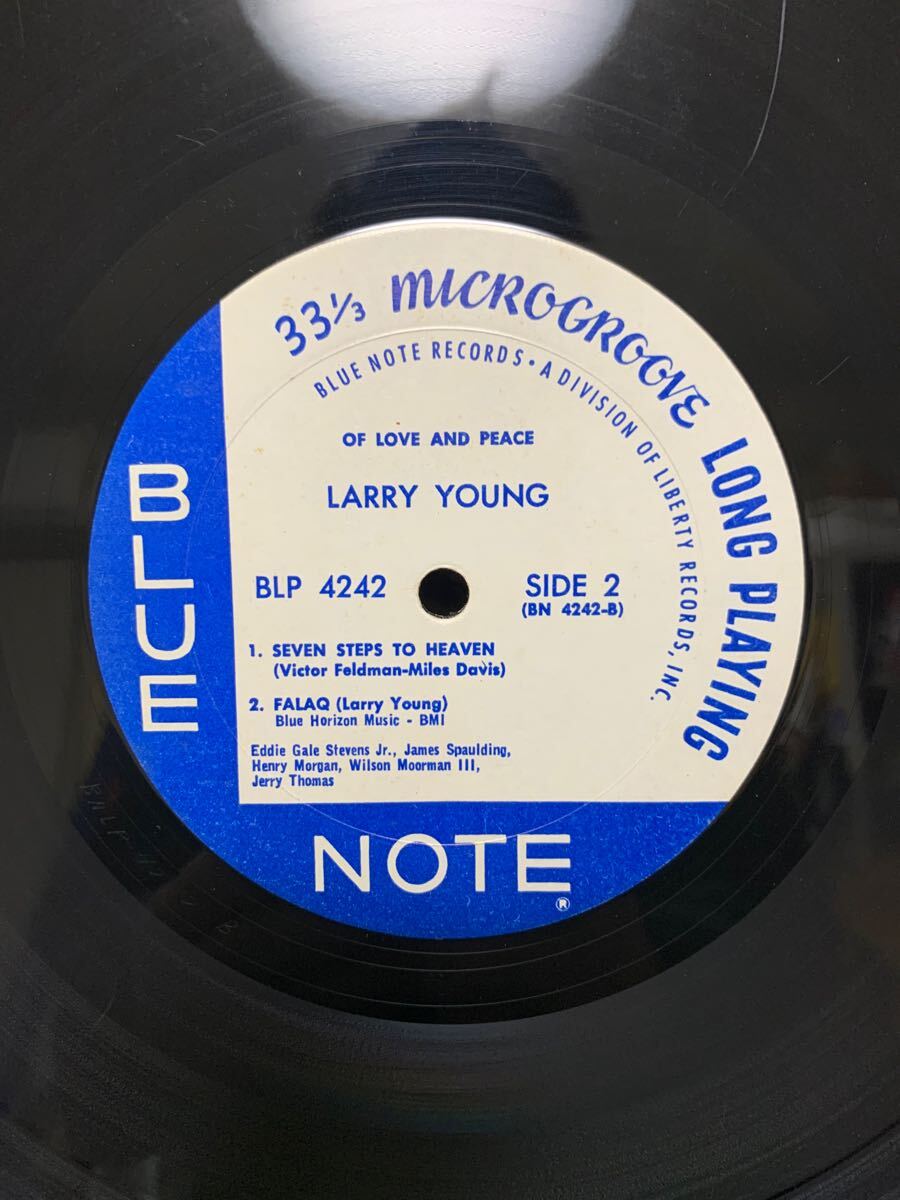 33⅓ MICROGROOVE LONG PLAYING
BLUE NOTE RECORDS • A DIVISION OF LIBERTY RECORDS, INC.
OF LOVE AND PEACE
LARRY YOUNG
BLP 4242 SIDE 2
(BN 4242-B)
1. SEVEN STEPS TO HEAVEN
(Victor Feldman-Miles Davis)
2. FALAQ (Larry Young)
Blue Horizon Music - BMI
Eddie Gale Stevens Jr., James Spaulding,
Henry Morgan, Wilson Moorman III,
Jerry Thomas
BLUE
NOTE
®